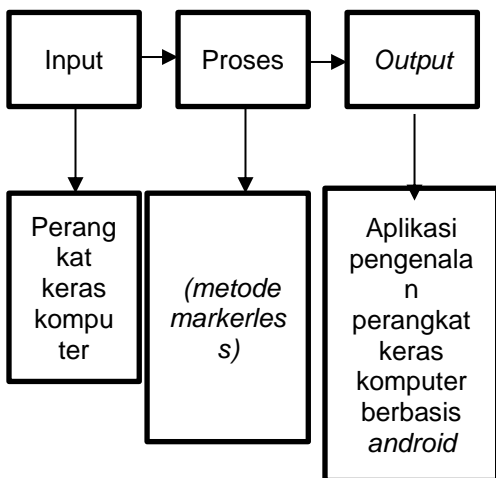 Input
Proses
Output
Perang
kat
keras
kompu
ter
(metode
markerles
s)
Aplikasi
pengenala
n
perangkat
keras
komputer
berbasis
android